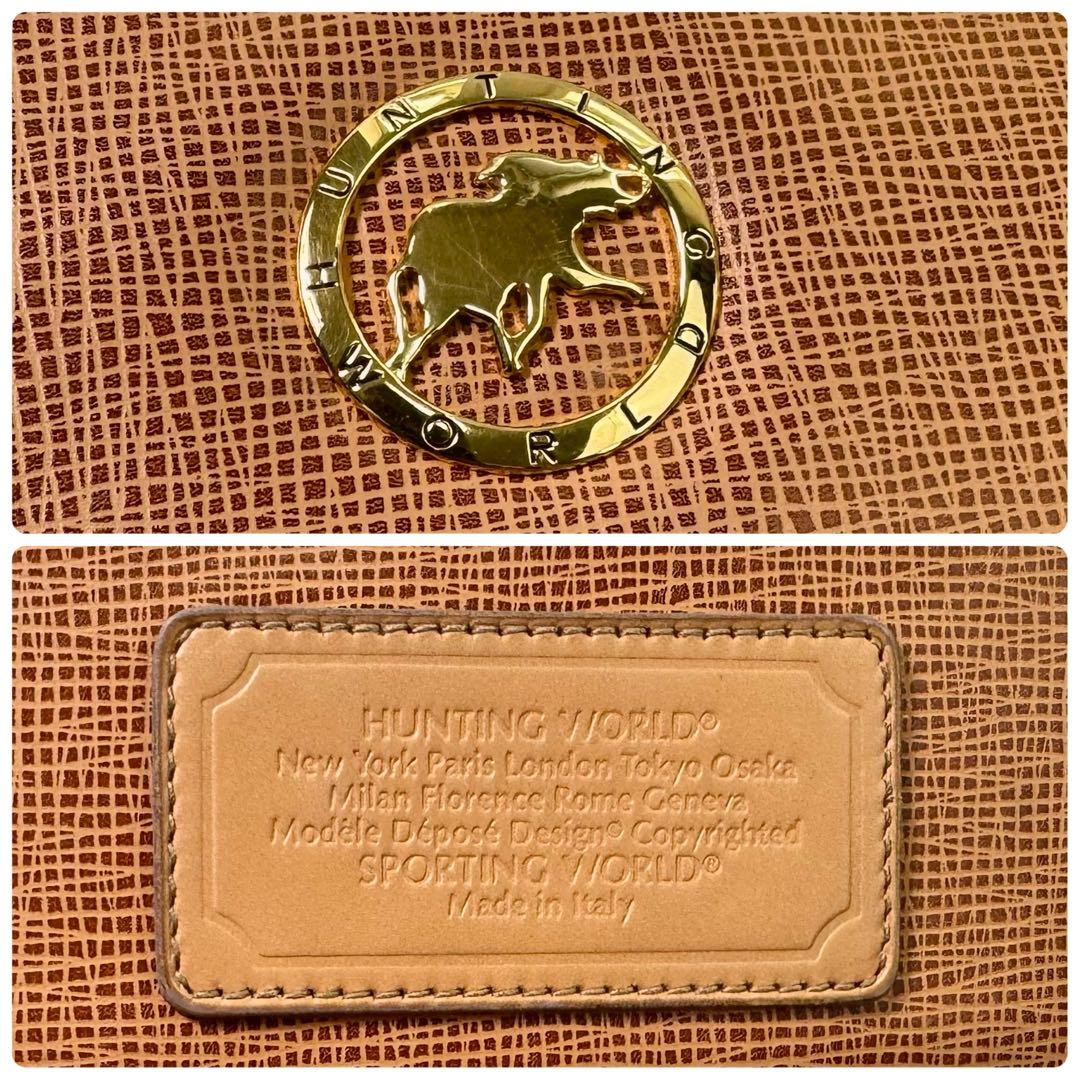 HUNTING
WORLD
HUNTING WORLD®
New York Paris London Tokyo Osaka
Milan Florence Rome Geneva
Modèle Déposé Design© Copyrighted
SPORTING WORLD®
Made in Italy